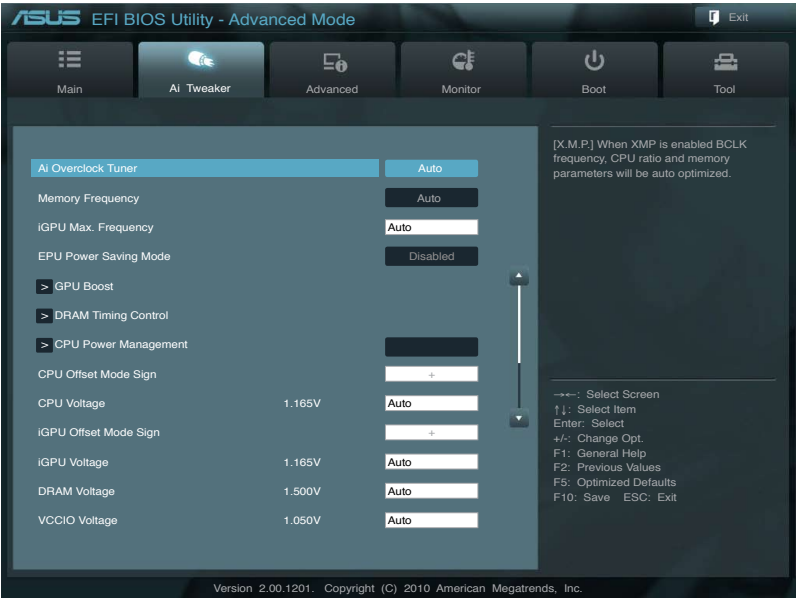 ASUS EFI BIOS Utility - Advanced Mode
Exit
Main
Ai Tweaker
Advanced
Monitor
Boot
Tool
Ai Overclock Tuner Auto
Memory Frequency Auto
iGPU Max. Frequency Auto
EPU Power Saving Mode Disabled
> GPU Boost
> DRAM Timing Control
> CPU Power Management
CPU Offset Mode Sign +
CPU Voltage 1.165V Auto
iGPU Offset Mode Sign +
iGPU Voltage 1.165V Auto
DRAM Voltage 1.500V Auto
VCCIO Voltage 1.050V Auto
[X.M.P.] When XMP is enabled BCLK
frequency, CPU ratio and memory
parameters will be auto optimized.
→←: Select Screen
↑↓: Select Item
Enter: Select
+/-: Change Opt.
F1: General Help
F2: Previous Values
F5: Optimized Defaults
F10: Save ESC: Exit
Version 2.00.1201. Copyright (C) 2010 American Megatrends, Inc.